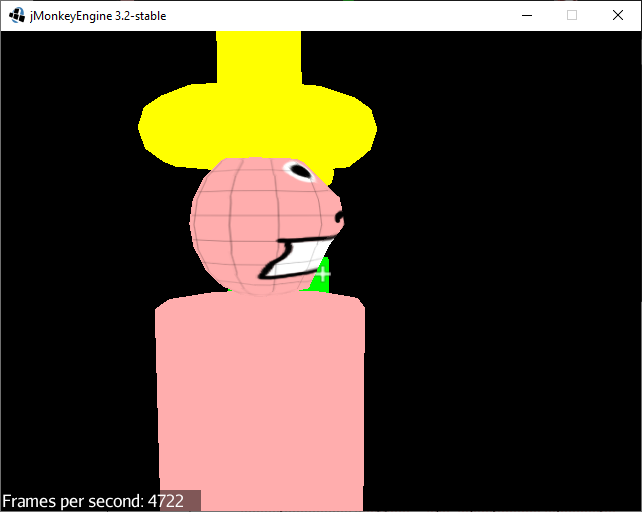 jMonkeyEngine 3.2-stable
Frames per second: 4722